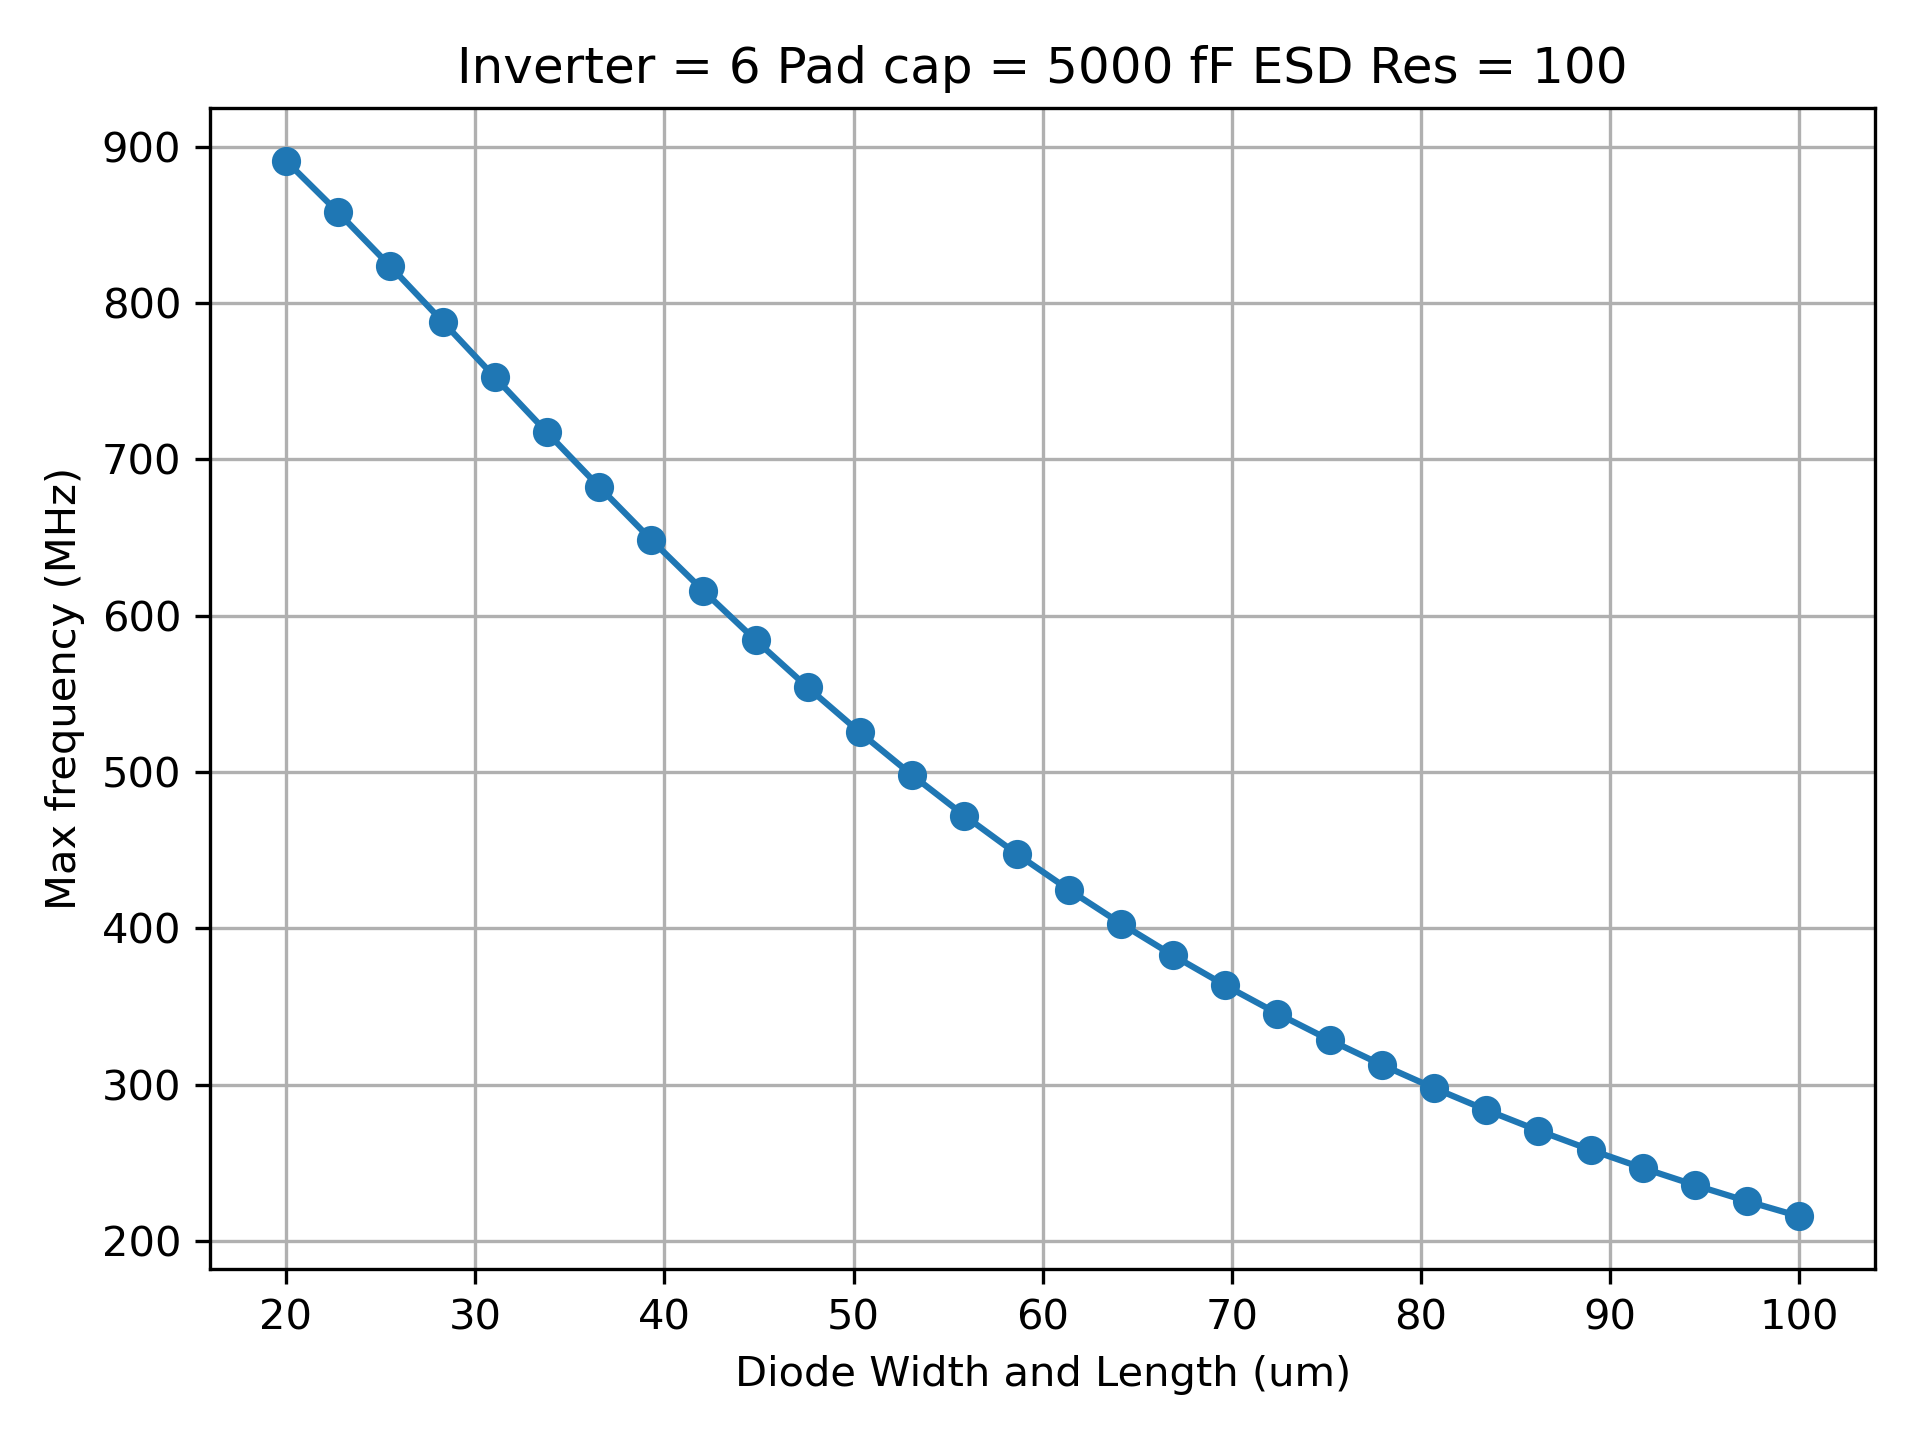 Inverter = 6 Pad cap = 5000 fF ESD Res = 100
Max frequency (MHz)
900
800
700
600
500
400
300
200
20 30 40 50 60 70 80 90 100
Diode Width and Length (um)